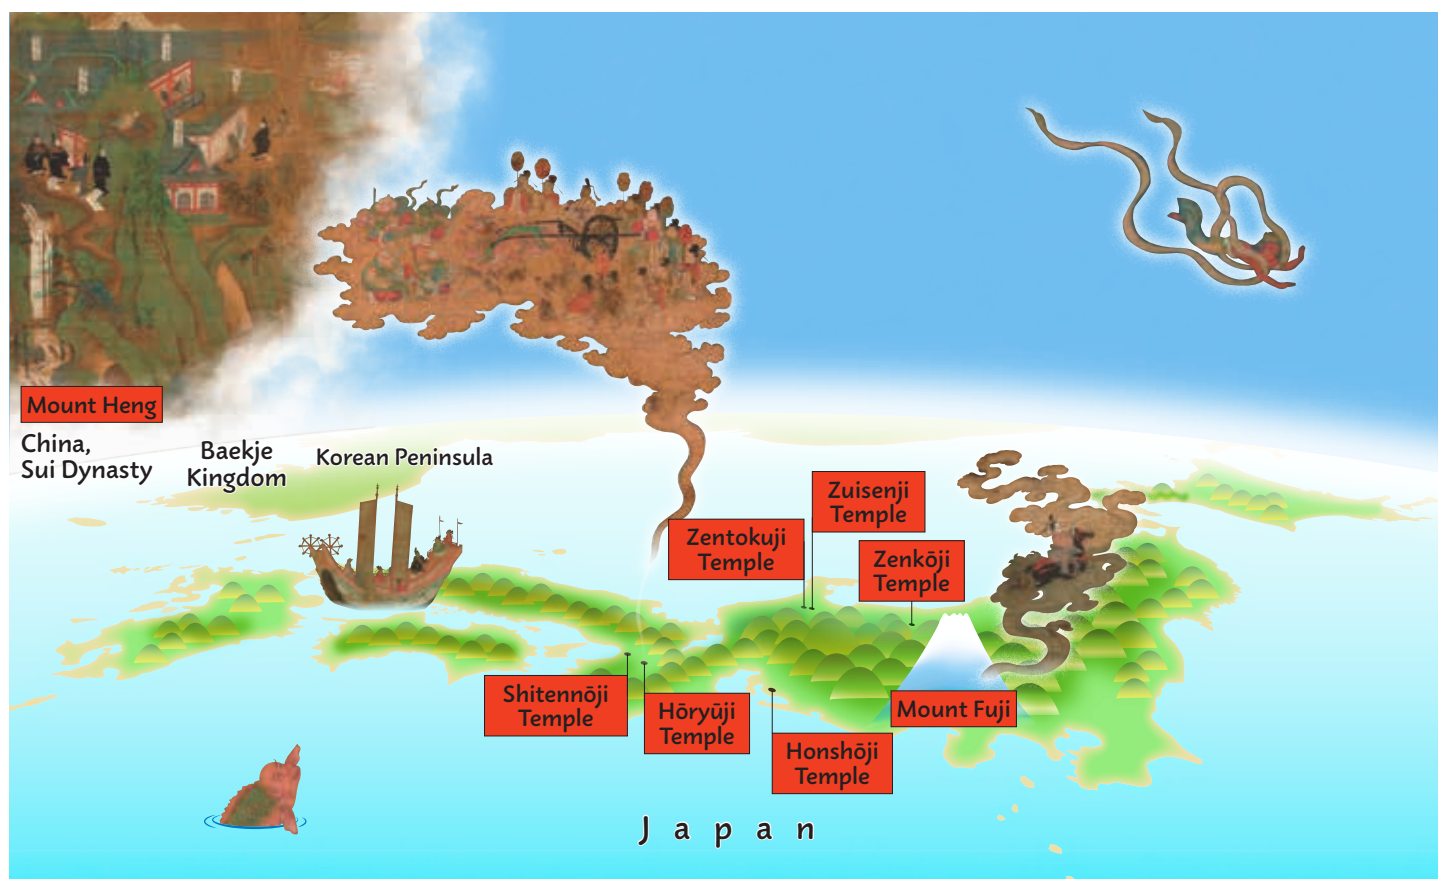 Mount Heng
China,
Sui Dynasty
Baekje
Kingdom
Korean Peninsula
Zuisenji
Temple
Zentokuji
Temple
Zenkōji
Temple
Shitennōji
Temple
Hōryūji
Temple
Mount Fuji
Honshōji
Temple
Japan